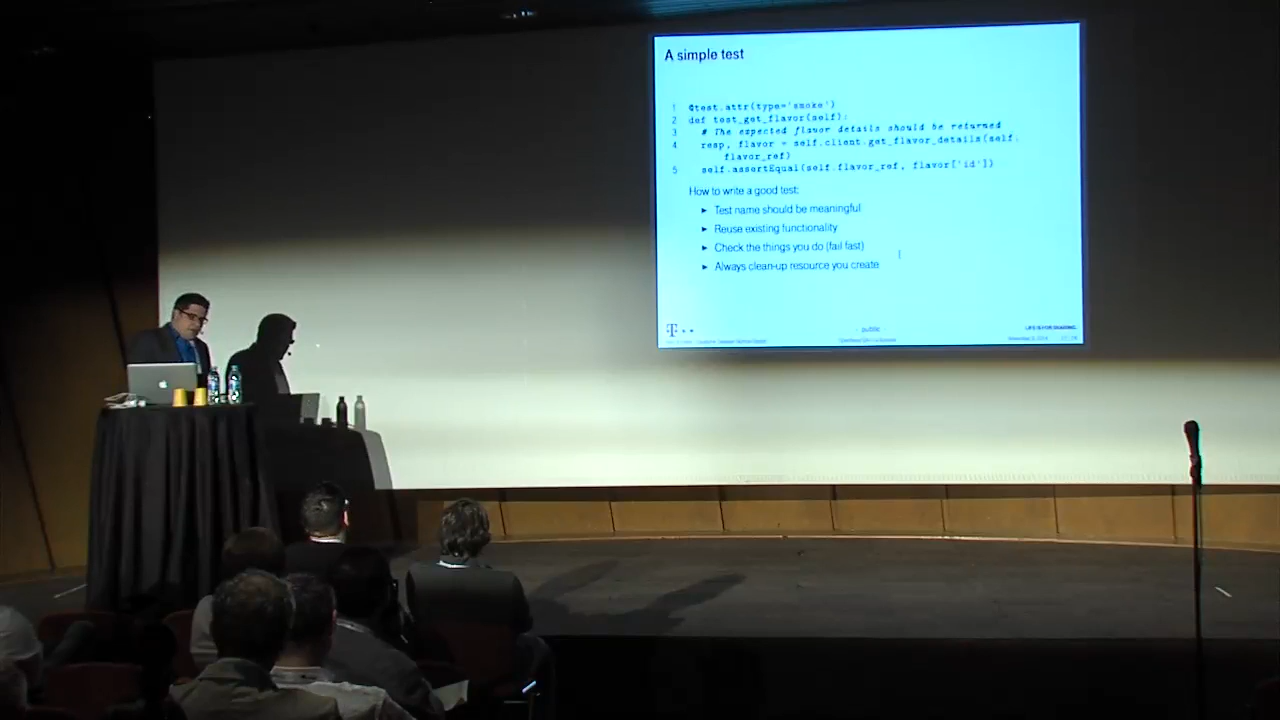 A simple test
1 @test.attr(type='smoke')
2 def test_get_flavor(self):
3 # The expected flavor details should be returned
4 resp, flavor = self.client.get_flavor_details(self.
flavor_ref)
5 self.assertEqual(self.flavor_ref, flavor['id'])
How to write a good test:
► Test name should be meaningful
► Reuse existing functionality
► Check the things you do (fail fast)
► Always clean-up resource you create
T
- public
LIFE IS FOR SHARING.